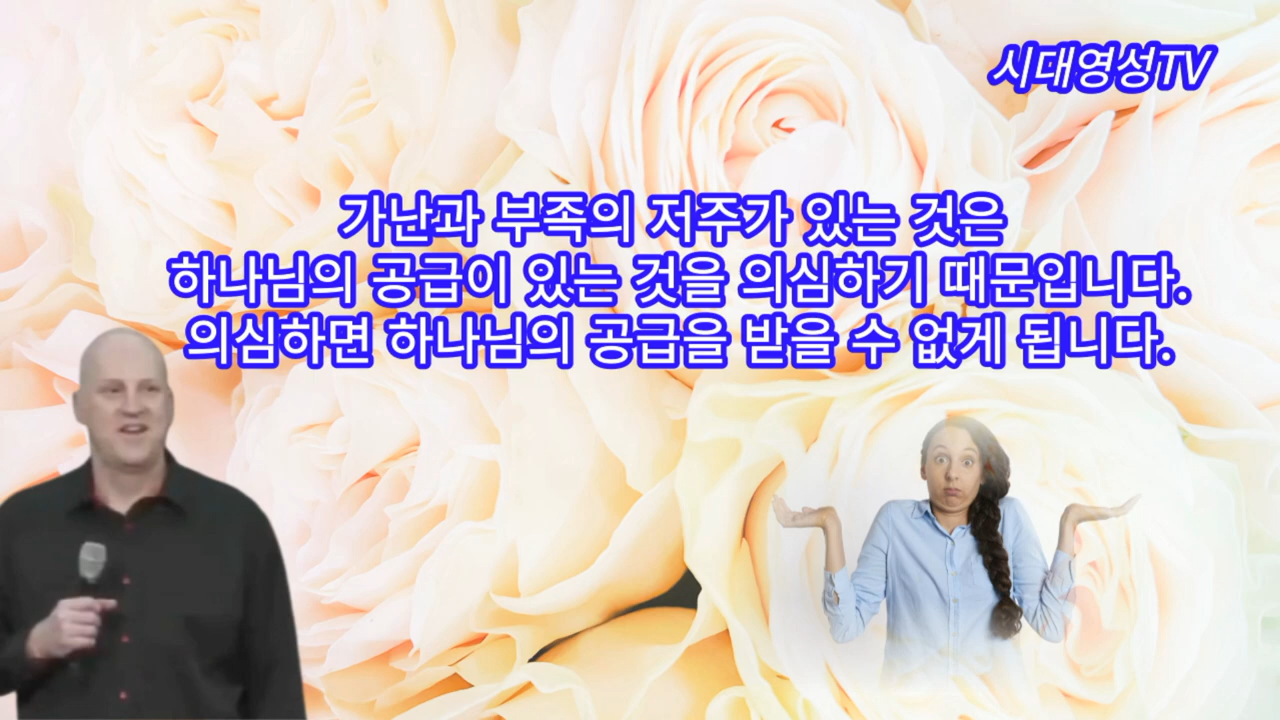 시대영성TV
가난과 부족의 저주가 있는 것은
하나님의 공급이 있는 것을 의심하기 때문입니다.
의심하면 하나님의 공급을 받을 수 없게 됩니다.